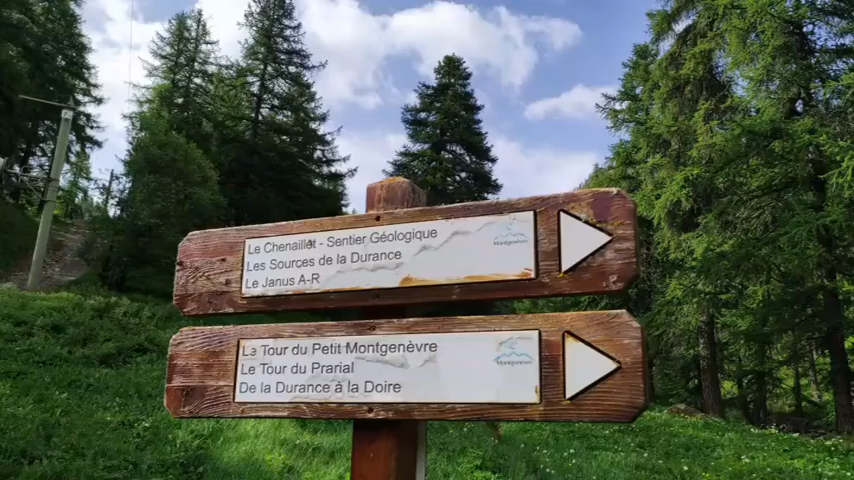 Le Chenaillet - Sentier Géologique
Les Sources de la Durance
Le Janus A-R
Montgenèvre
La Tour du Petit Montgenèvre
Le Tour du Prarial
De la Durance à la Doire
Montgenèvre